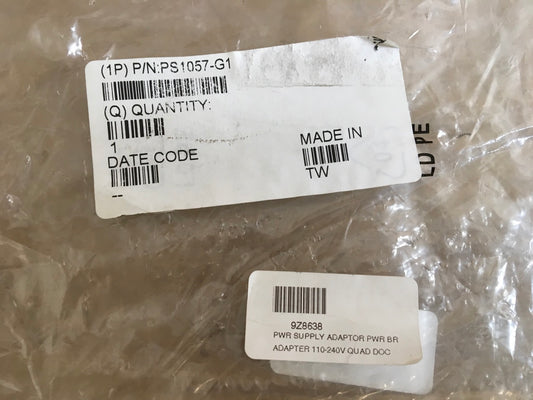 (1P) P/N:PS1057-G1
(Q) QUANTITY:
1
DATE CODE
--
MADE IN
TW
LD PE
9Z8638
PWR SUPPLY ADAPTOR PWR BR
ADAPTER 110-240V QUAD DOC